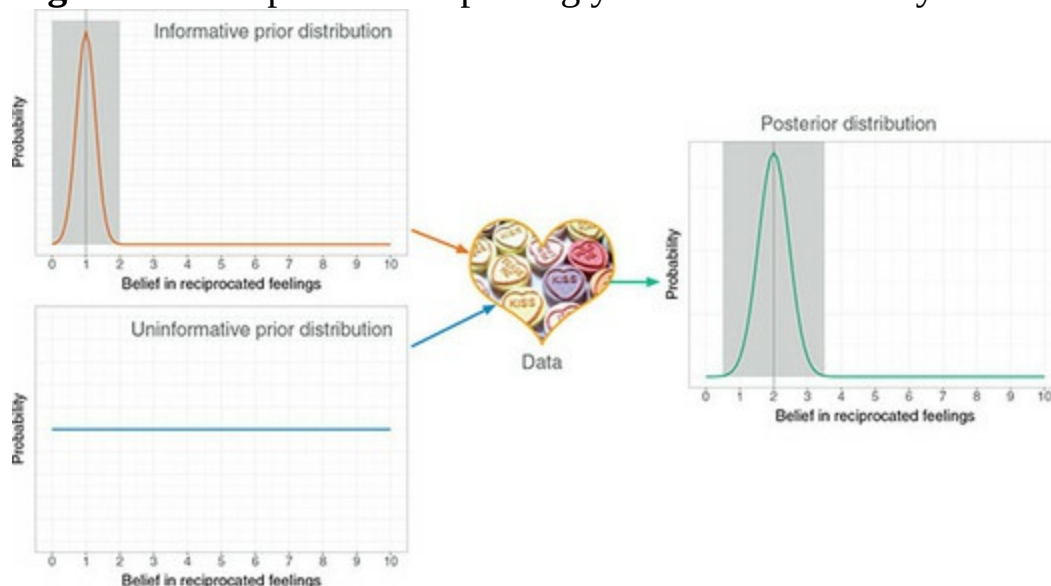 Informative prior distribution
Probability
0 1 2 3 4 5 6 7 8 9 10
Belief in reciprocated feelings
Uninformative prior distribution
Probability
0 1 2 3 4 5 6 7 8 9 10
Belief in reciprocated feelings
KISS
KISS
KISS
Data
Posterior distribution
Probability
0 1 2 3 4 5 6 7 8 9 10
Belief in reciprocated feelings